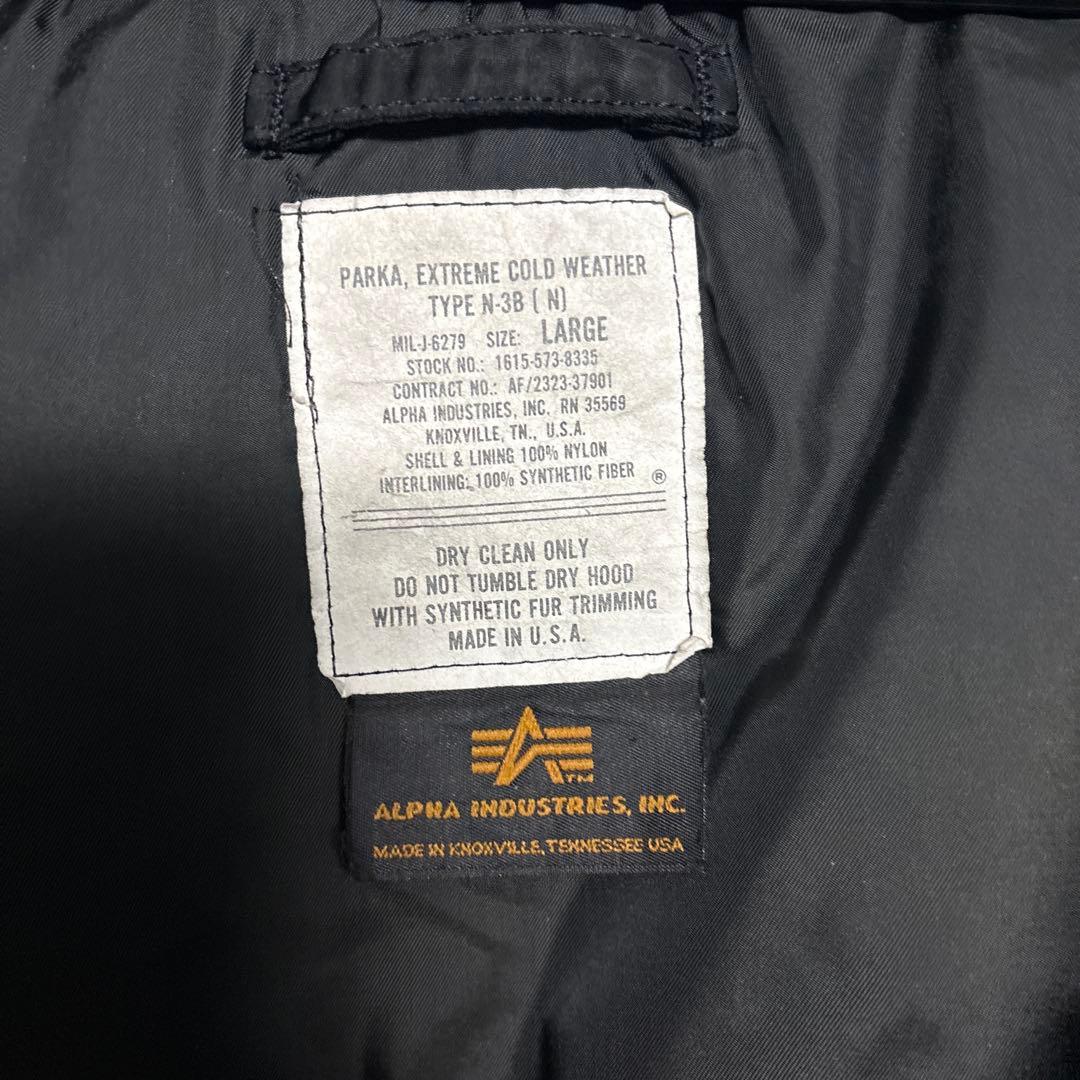 PARKA, EXTREME COLD WEATHER
TYPE N-3B ( N)
MIL-J-6279 SIZE: LARGE
STOCK NO.: 1615-573-8335
CONTRACT NO.: AF/2323-37901
ALPHA INDUSTRIES, INC. RN 35569
KNOXVILLE, TN., U.S.A.
SHELL & LINING 100% NYLON
INTERLINING: 100% SYNTHETIC FIBER ®
DRY CLEAN ONLY
DO NOT TUMBLE DRY HOOD
WITH SYNTHETIC FUR TRIMMING
MADE IN U.S.A.
TM
ALPHA INDUSTRIES, INC.
MADE IN KNOXVILLE, TENNESSEE USA